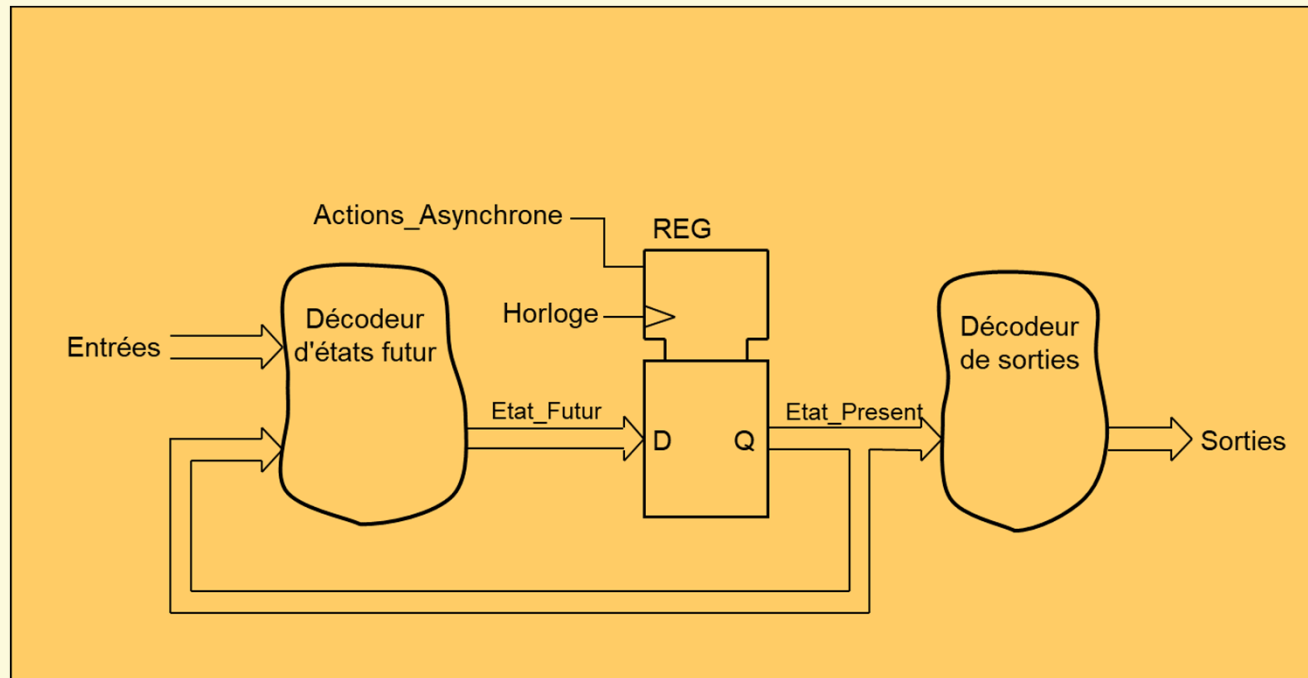 Actions_Asynchrone
REG
Horloge
Entrées
Décodeur
d'états futur
Etat_Futur
D
Q
Etat_Present
Décodeur
de sorties
Sorties